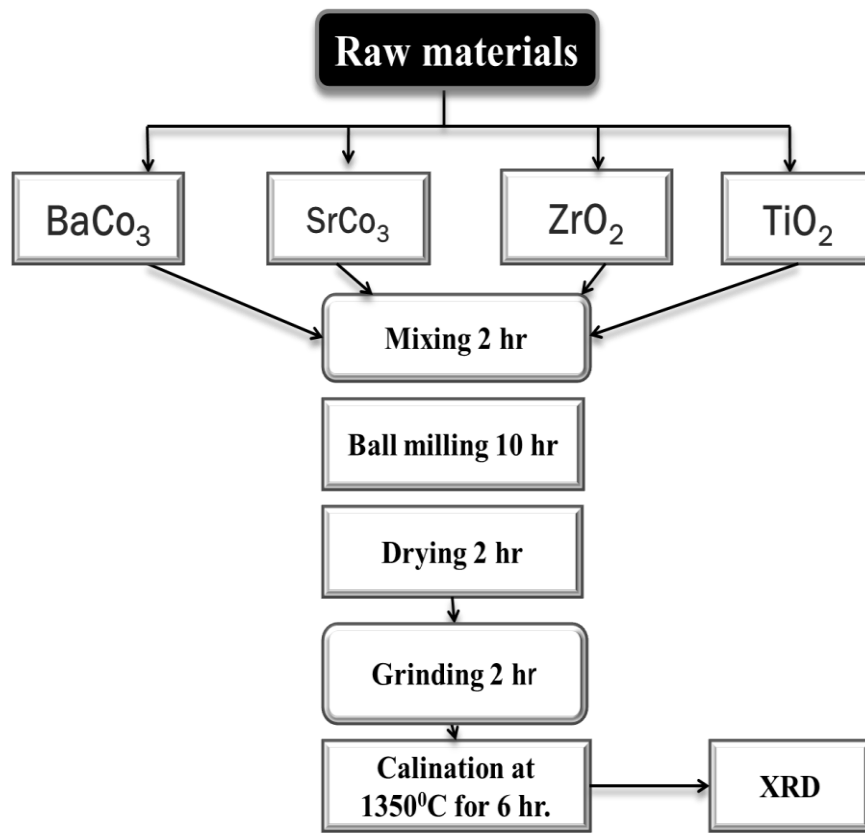 Raw materials
BaCo₃
SrCo₃
ZrO₂
TiO₂
Mixing 2 hr
Ball milling 10 hr
Drying 2 hr
Grinding 2 hr
Calination at
1350⁰C for 6 hr.
XRD